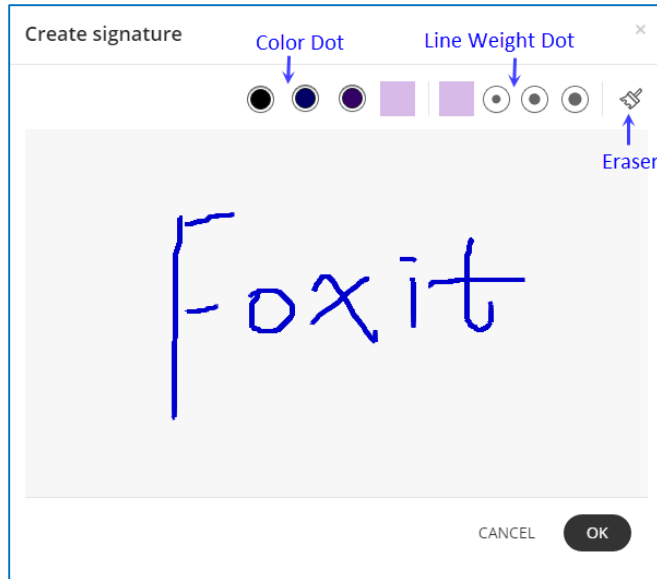 Create signature
×
Color Dot
Line Weight Dot
Eraser
Foxit
CANCEL OK